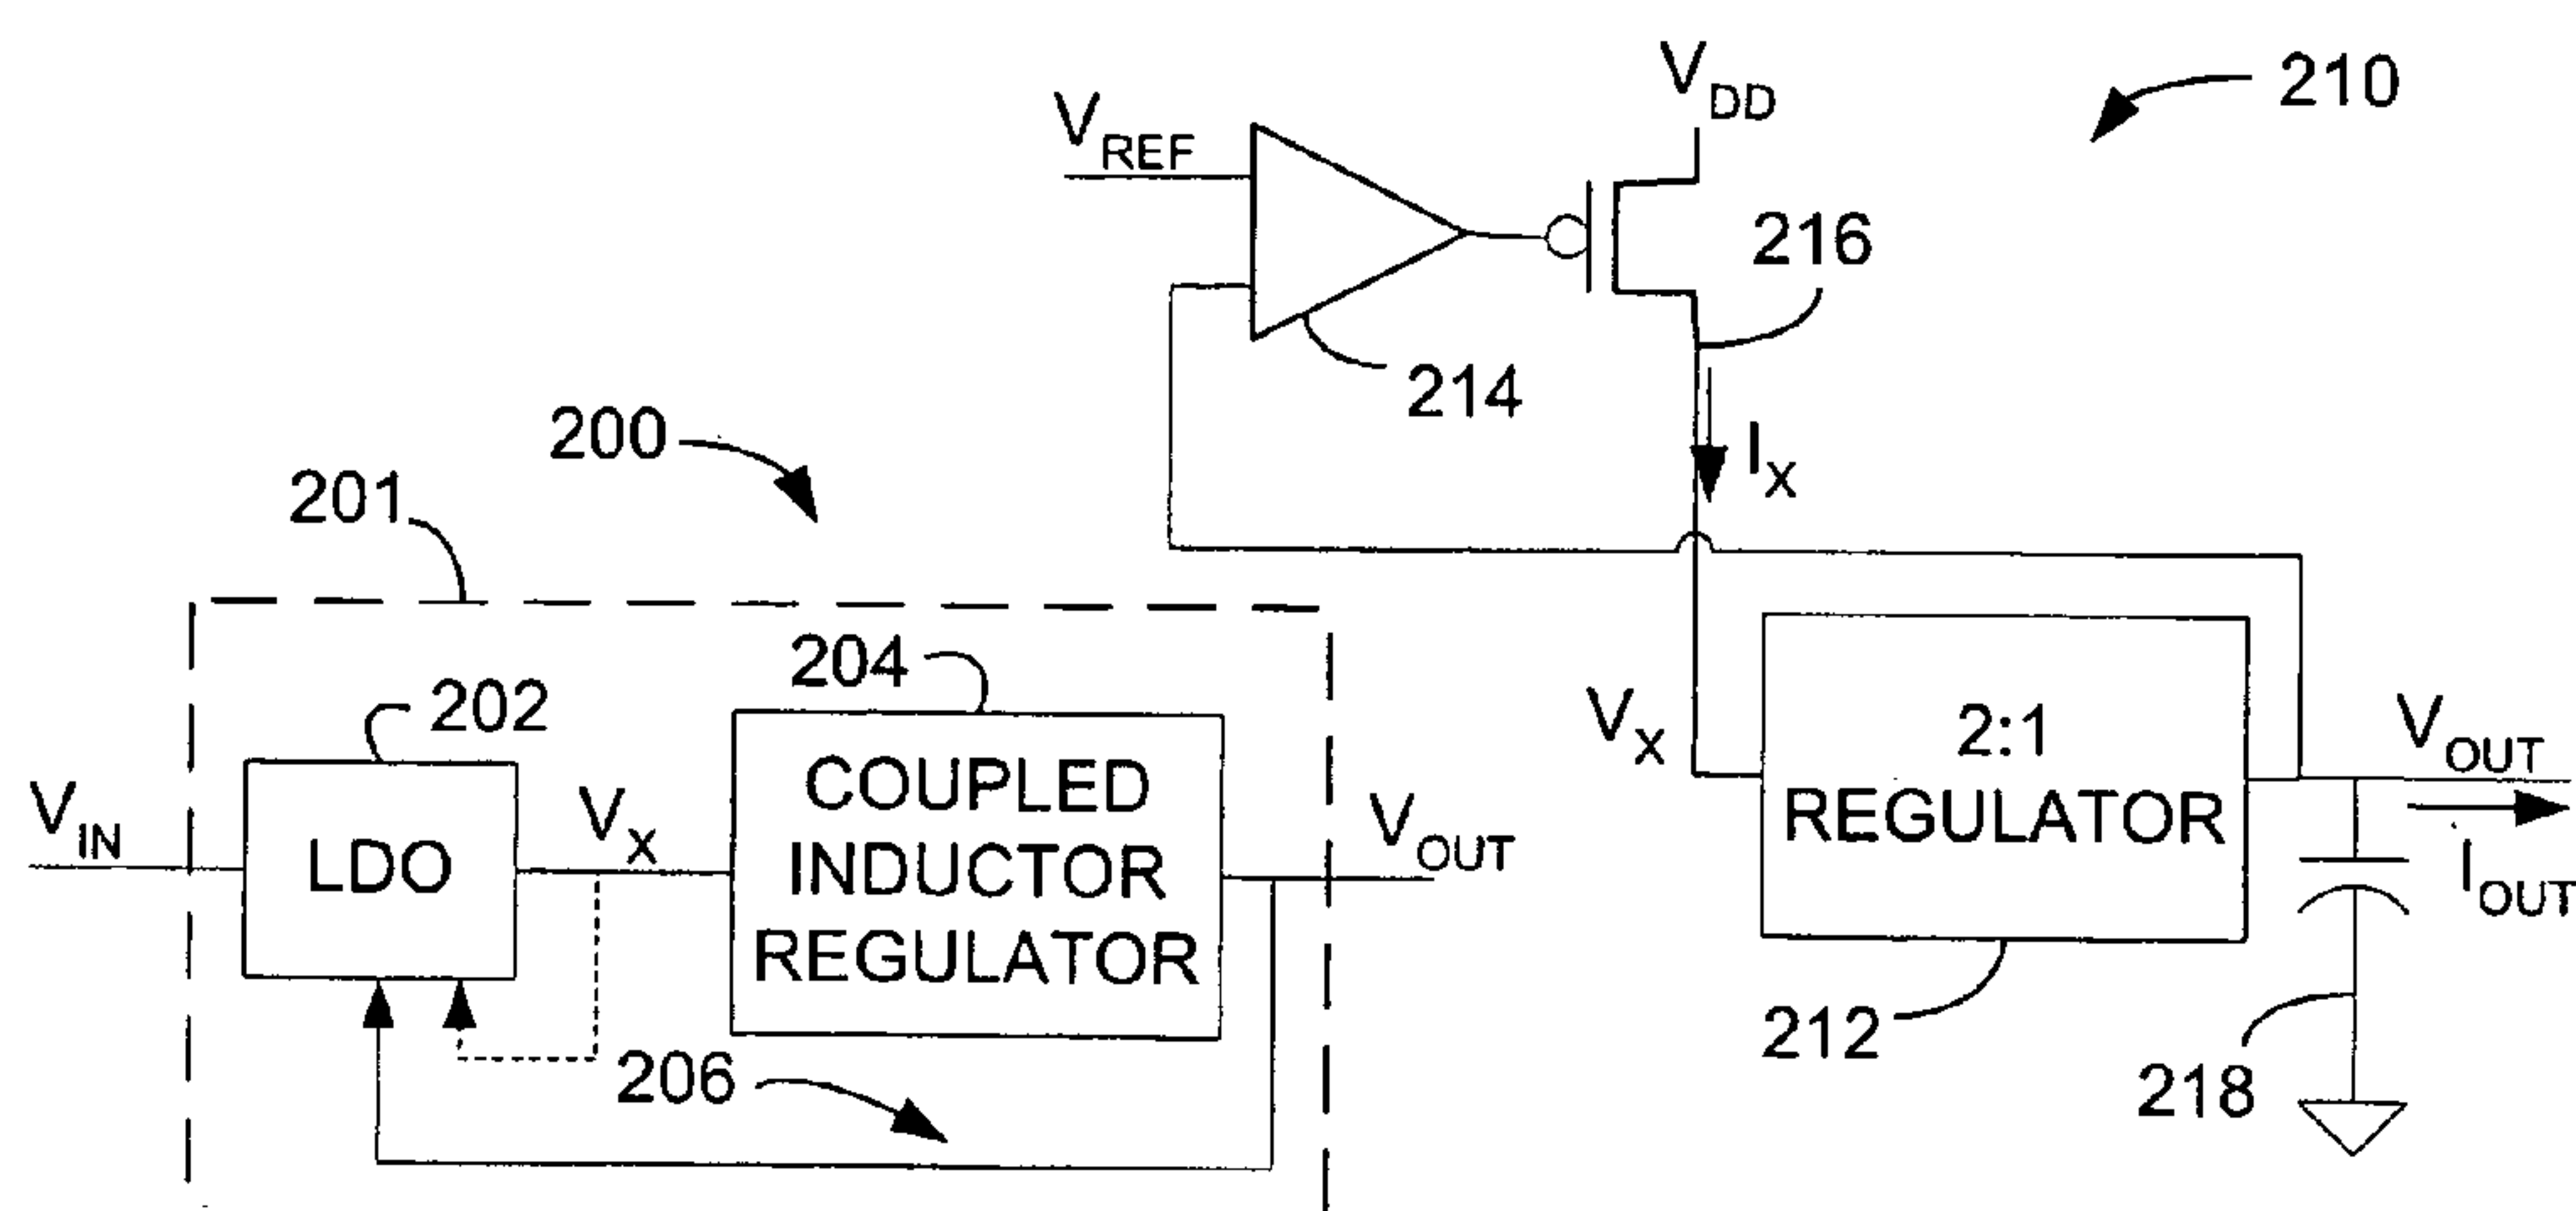 210
V_DD
V_REF
216
214
I_X
200
201
204
202
V_IN
LDO
V_X
COUPLED
INDUCTOR
REGULATOR
V_OUT
206
V_X
2:1
REGULATOR
V_OUT
I_OUT
212
218